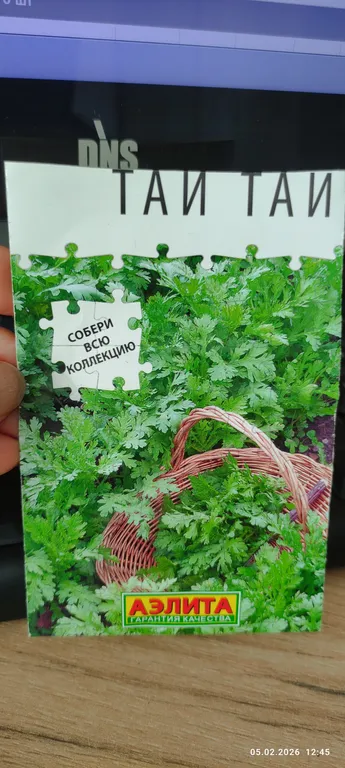 DNS
ТАИ ТАИ
СОБЕРИ
ВСЮ
КОЛЛЕКЦИЮ
АЭЛИТА
ГАРАНТИЯ КАЧЕСТВА
05.02.2026 12:45